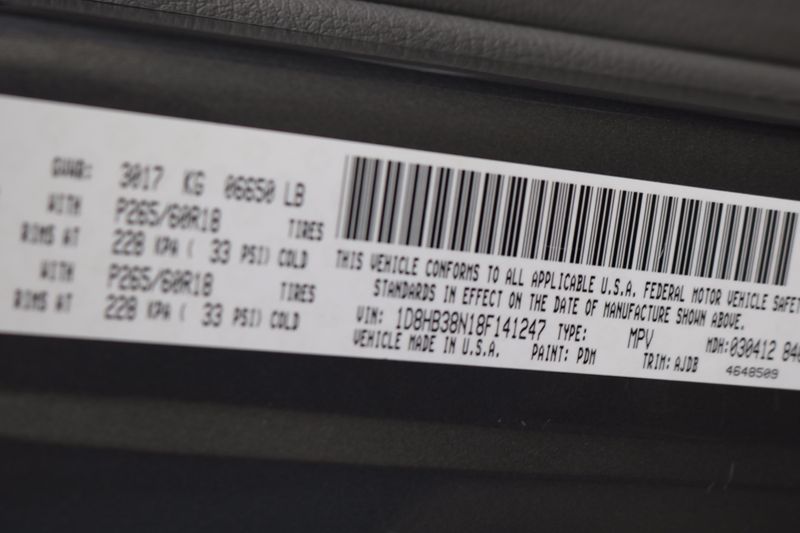 GVWR: 3017 KG 06650 LB
WITH P265/60R18 TIRES
RIMS AT 228 KPA ( 33 PSI) COLD
WITH P265/60R18 TIRES
RIMS AT 228 KPA ( 33 PSI) COLD
THIS VEHICLE CONFORMS TO ALL APPLICABLE U.S.A. FEDERAL MOTOR VEHICLE SAFET
STANDARDS IN EFFECT ON THE DATE OF MANUFACTURE SHOWN ABOVE.
VIN: 1D8HB38N18F141247 TYPE: MPV MDH:030412 840
VEHICLE MADE IN U.S.A. PAINT: PDM TRIM: AJDB
4648509